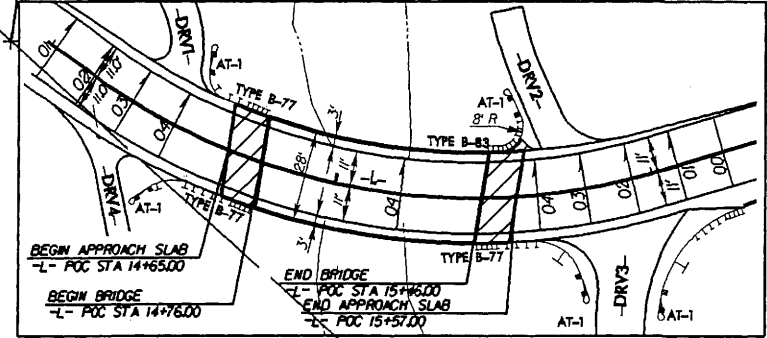 -DRV1-
AT-1
TYPE B-77
.01
.02
11.0'
11.0'
.03
.04
3'
28'
11'
-L-
11'
3'
.04
-DRV2-
AT-1
8' R
TYPE B-83
.04
.03
.02
11'
11'
.01
.00
-DRV4-
AT-1
TYPE B-77
TYPE B-77
BEGIN APPROACH SLAB
-L- POC STA 14+65.00
BEGIN BRIDGE
-L- POC STA 14+76.00
END BRIDGE
-L- POC STA 15+46.00
END APPROACH SLAB
-L- POC 15+57.00
AT-1
-DRV3-
AT-1